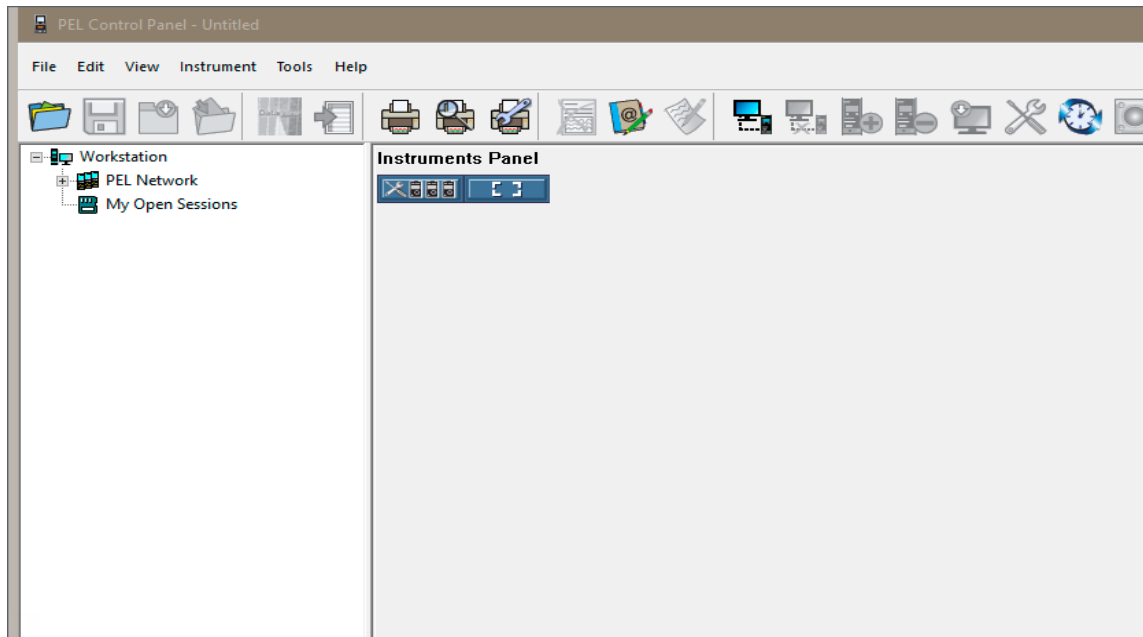 PEL Control Panel - Untitled
File Edit View Instrument Tools Help
Workstation
PEL Network
My Open Sessions
Instruments Panel